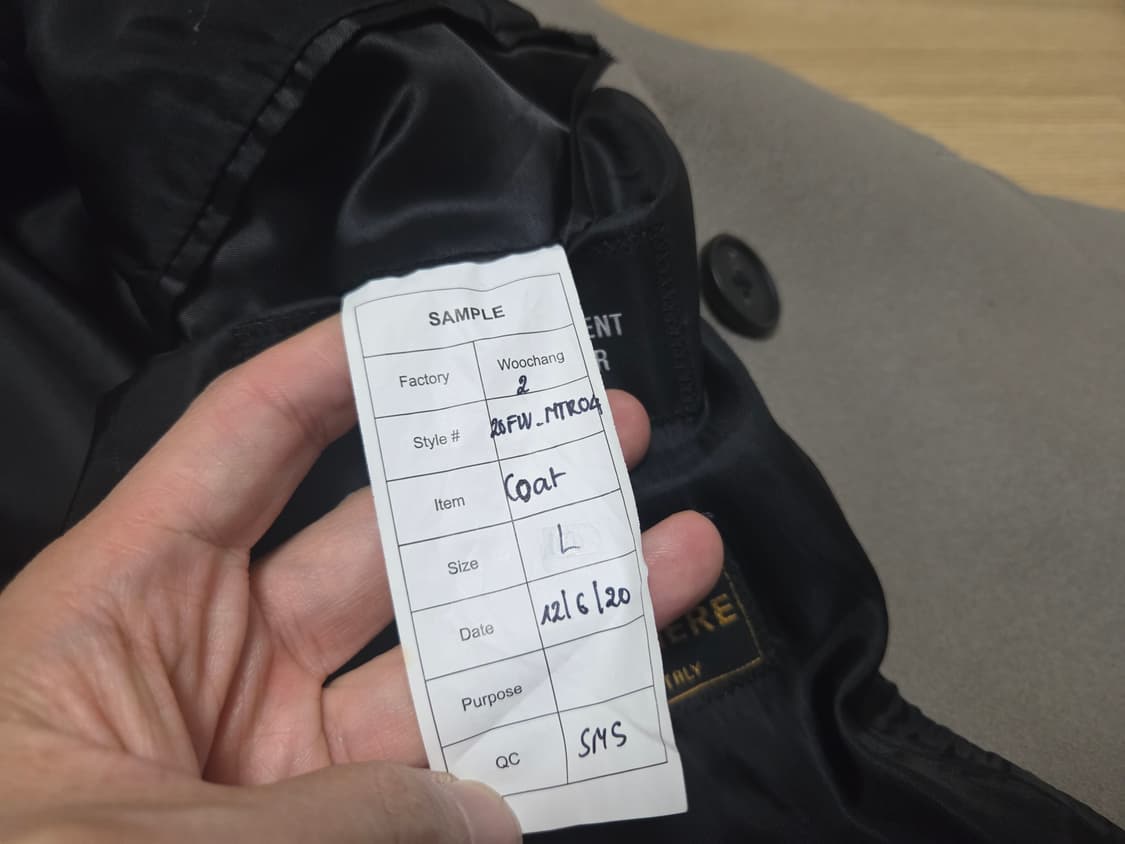 SAMPLE
Factory Woochang
2
Style # 20FW_MTR04
Item Coat
Size L
Date 12/6/20
Purpose
QC SMS